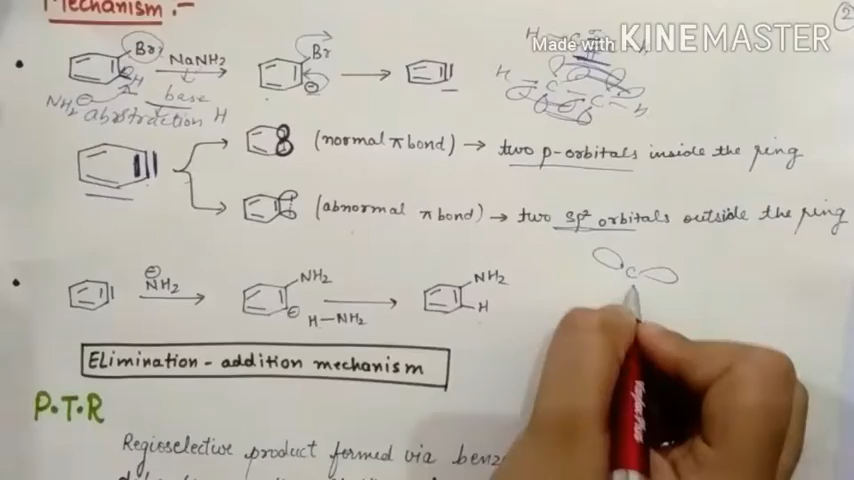 Mechanism :-
2
Made with KINEMASTER
Br
H
NaNH2
base
NH2⊖
abstraction H
Br
⊖
H
C
H
H
C
C
H
(normal π bond) → two p-orbitals inside the ring
(abnormal π bond) → two sp² orbitals outside the ring
C
⊖
NH2
NH2
⊖
H–NH2
NH2
H
Elimination - addition mechanism
P.T.R
Regioselective product formed via